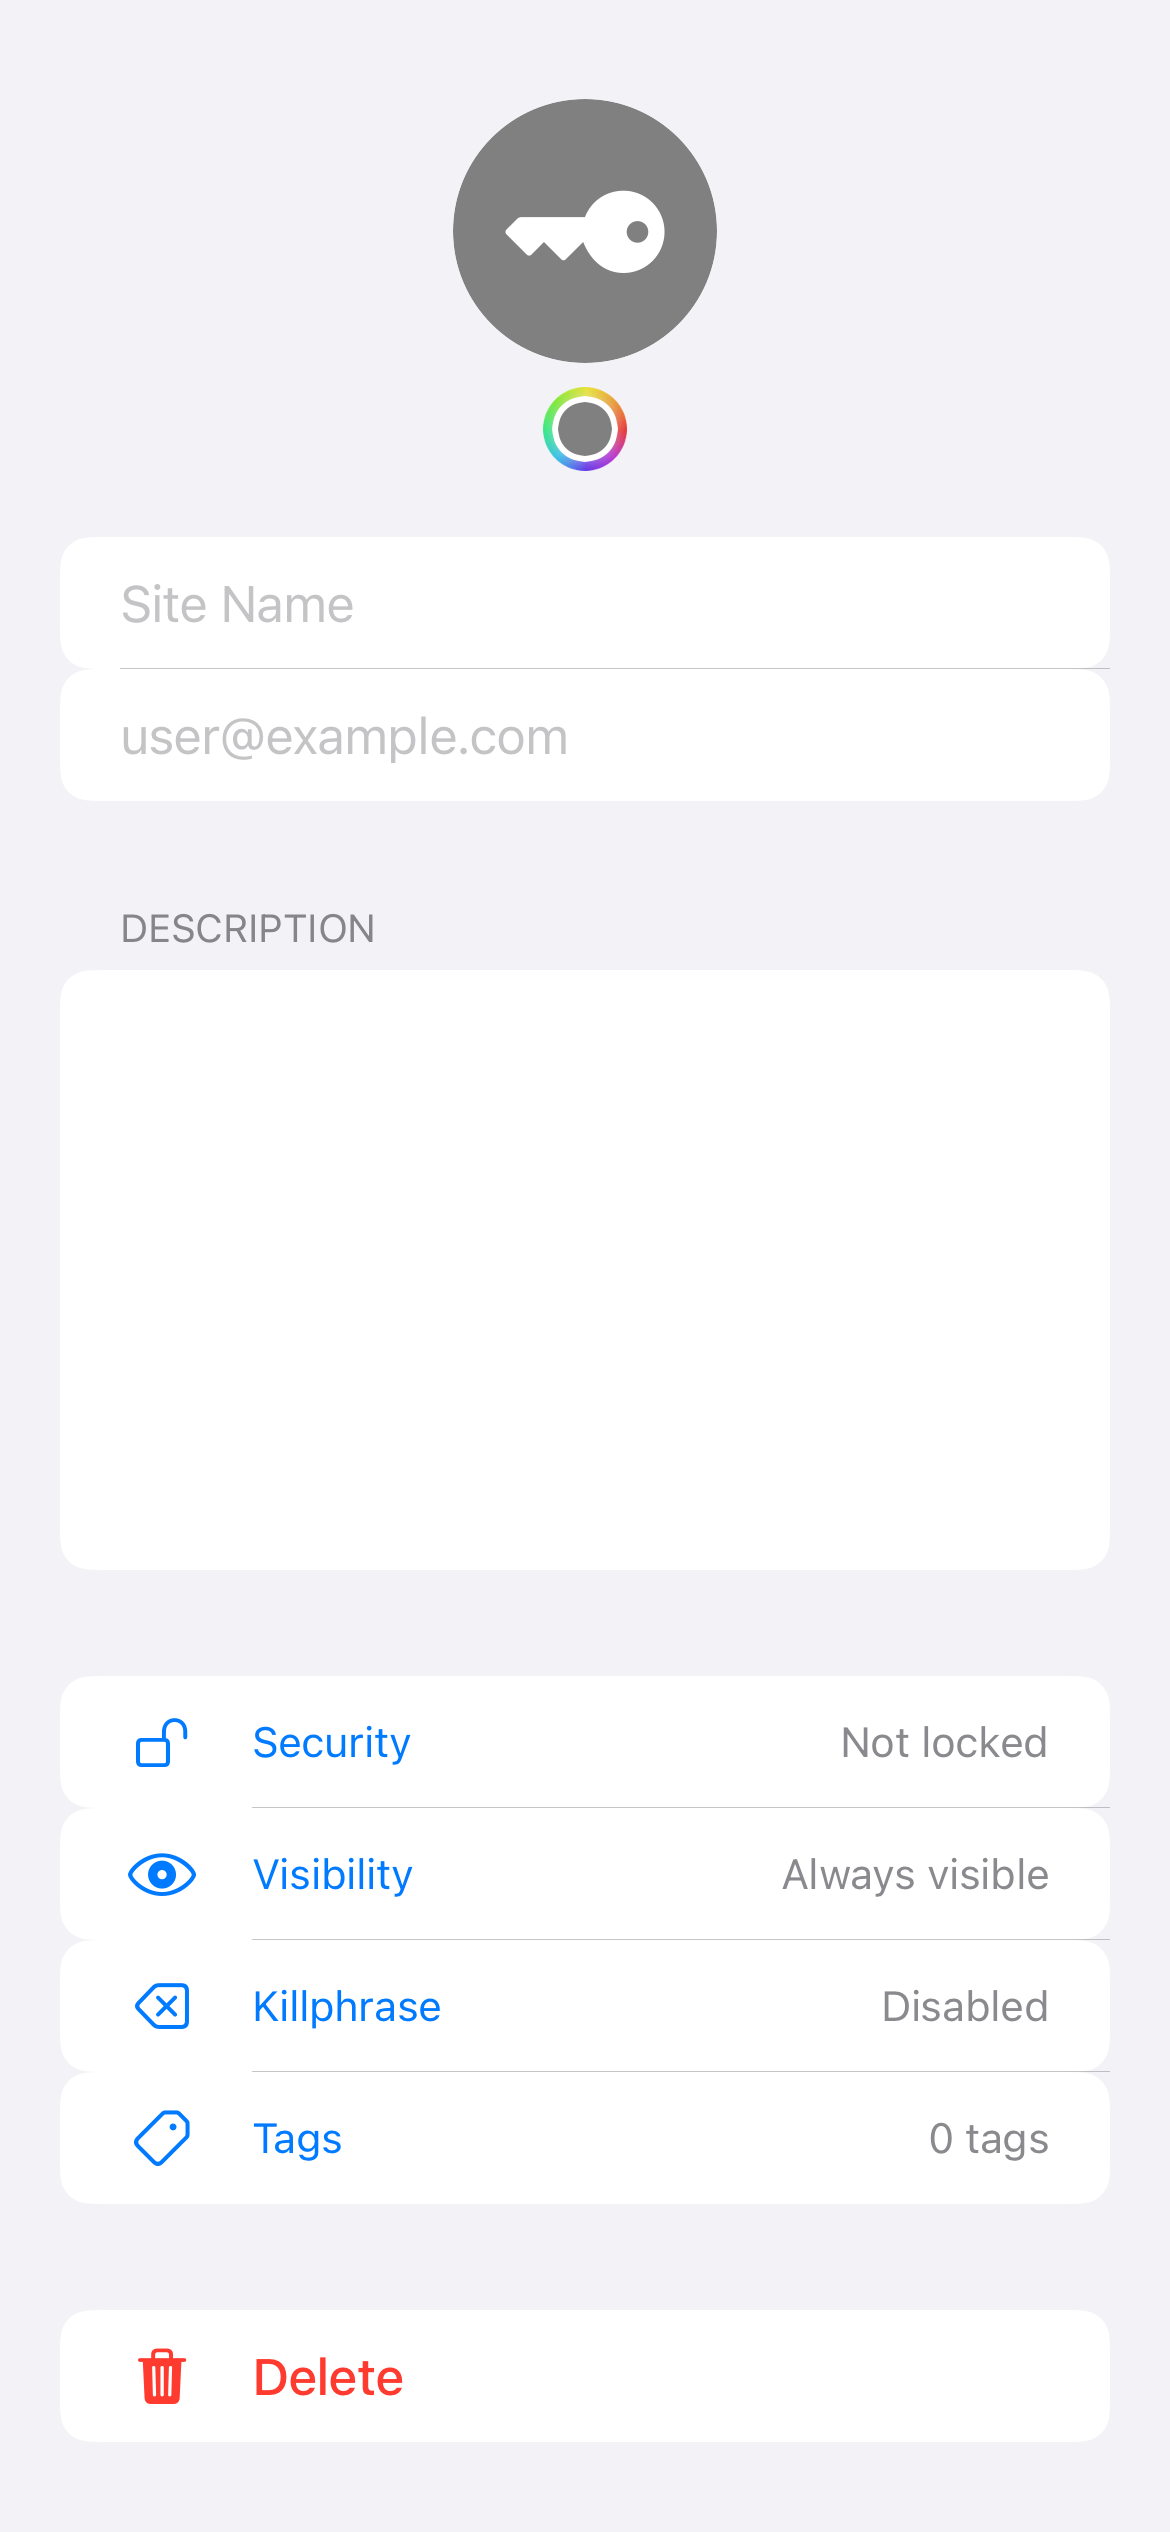 Site Name
user@example.com
DESCRIPTION
Security Not locked
Visibility Always visible
Killphrase Disabled
Tags 0 tags
Delete